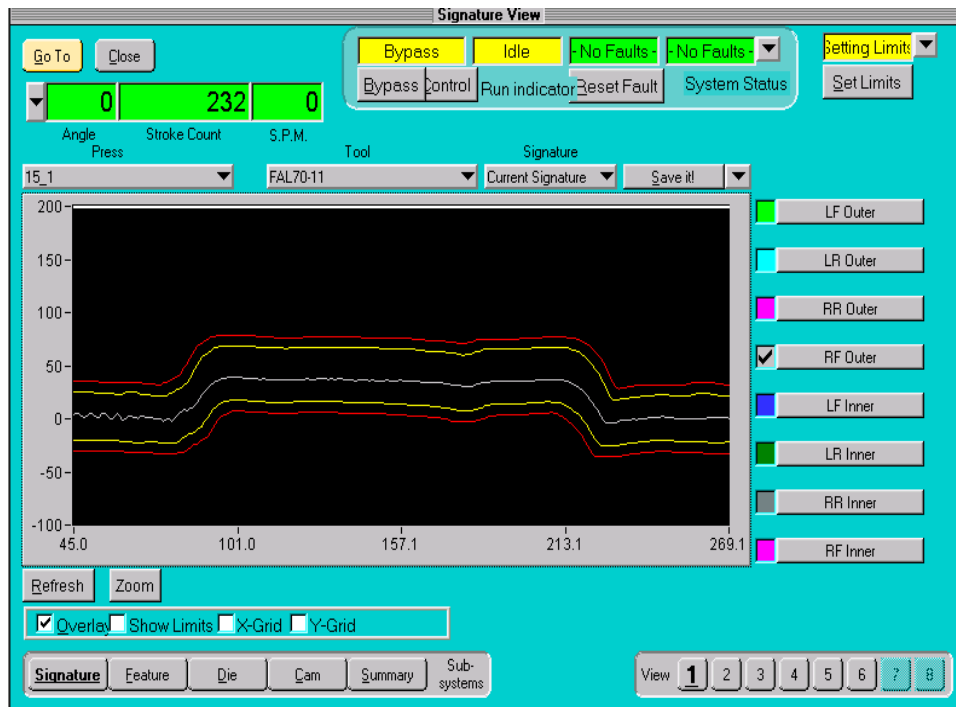 Signature View
Go To Close
Bypass Idle - No Faults - - No Faults -
Setting Limits
Bypass Control Run indicator Reset Fault System Status
Set Limits
0 232 0
Angle Stroke Count S.P.M.
Press Tool Signature
15_1 FAL70-11 Current Signature Save it!
200
150
100
50
0
-50
-100
45.0 101.0 157.1 213.1 269.1
LF Outer
LR Outer
RR Outer
RF Outer
LF Inner
LR Inner
RR Inner
RF Inner
Refresh Zoom
Overlay Show Limits X-Grid Y-Grid
Signature Feature Die Cam Summary Sub-
systems
View 1 2 3 4 5 6 7 8